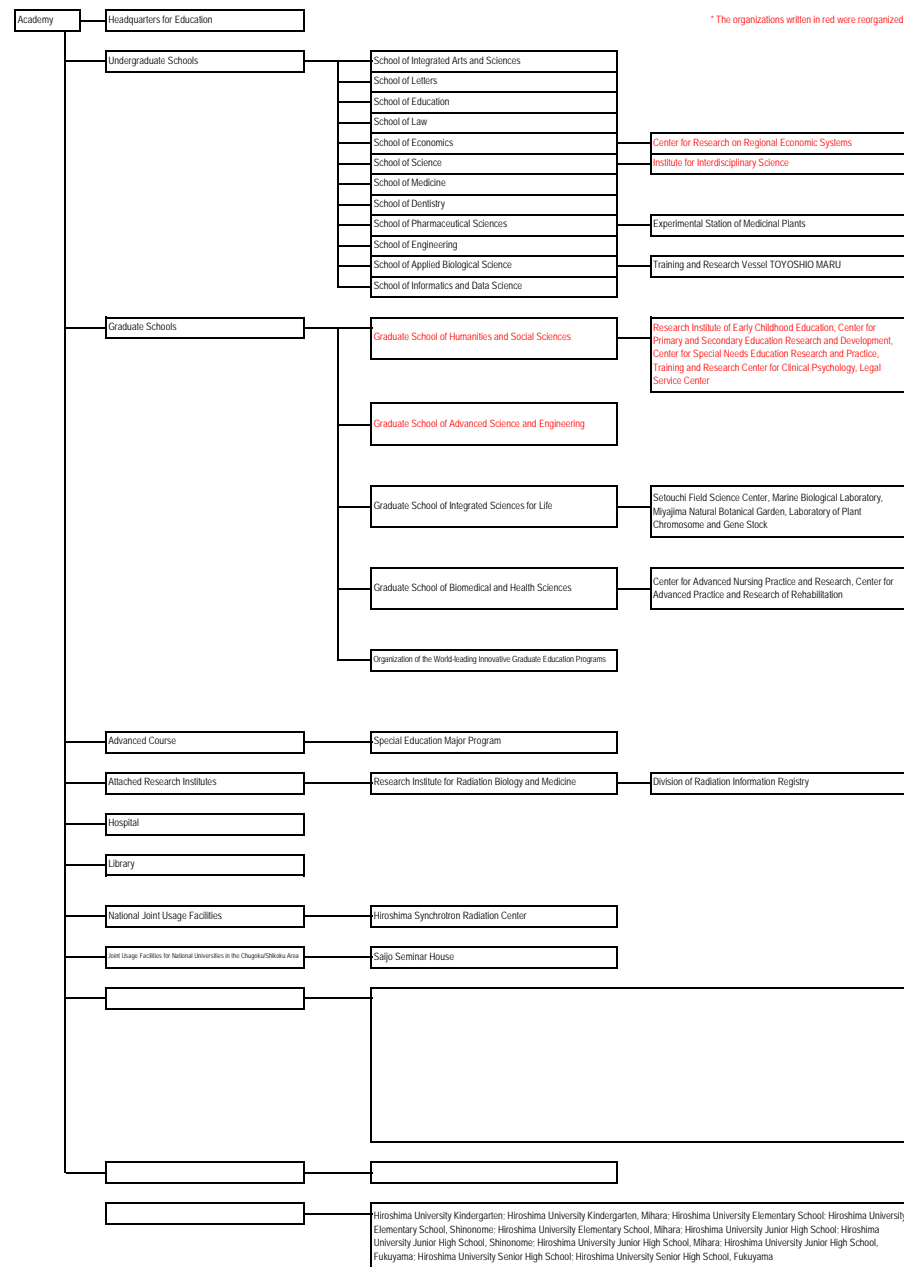 Academy
Headquarters for Education
* The organizations written in red were reorganized
Undergraduate Schools
School of Integrated Arts and Sciences
School of Letters
School of Education
School of Law
School of Economics
Center for Research on Regional Economic Systems
School of Science
Institute for Interdisciplinary Science
School of Medicine
School of Dentistry
School of Pharmaceutical Sciences
Experimental Station of Medicinal Plants
School of Engineering
School of Applied Biological Science
Training and Research Vessel TOYOSHIO MARU
School of Informatics and Data Science
Graduate Schools
Graduate School of Humanities and Social Sciences
Research Institute of Early Childhood Education, Center for
Primary and Secondary Education Research and Development,
Center for Special Needs Education Research and Practice,
Training and Research Center for Clinical Psychology, Legal
Service Center
Graduate School of Advanced Science and Engineering
Graduate School of Integrated Sciences for Life
Setouchi Field Science Center, Marine Biological Laboratory,
Miyajima Natural Botanical Garden, Laboratory of Plant
Chromosome and Gene Stock
Graduate School of Biomedical and Health Sciences
Center for Advanced Nursing Practice and Research, Center for
Advanced Practice and Research of Rehabilitation
Organization of the World-leading Innovative Graduate Education Programs
Advanced Course
Special Education Major Program
Attached Research Institutes
Research Institute for Radiation Biology and Medicine
Division of Radiation Information Registry
Hospital
Library
National Joint Usage Facilities
Hiroshima Synchrotron Radiation Center
Joint Usage Facilities for National Universities in the Chugoku/Shikoku Area
Saijo Seminar House
Hiroshima University Kindergarten; Hiroshima University Kindergarten, Mihara; Hiroshima University Elementary School; Hiroshima University
Elementary School, Shinonome; Hiroshima University Elementary School, Mihara; Hiroshima University Junior High School; Hiroshima
University Junior High School, Shinonome; Hiroshima University Junior High School, Mihara; Hiroshima University Junior High School,
Fukuyama; Hiroshima University Senior High School; Hiroshima University Senior High School, Fukuyama